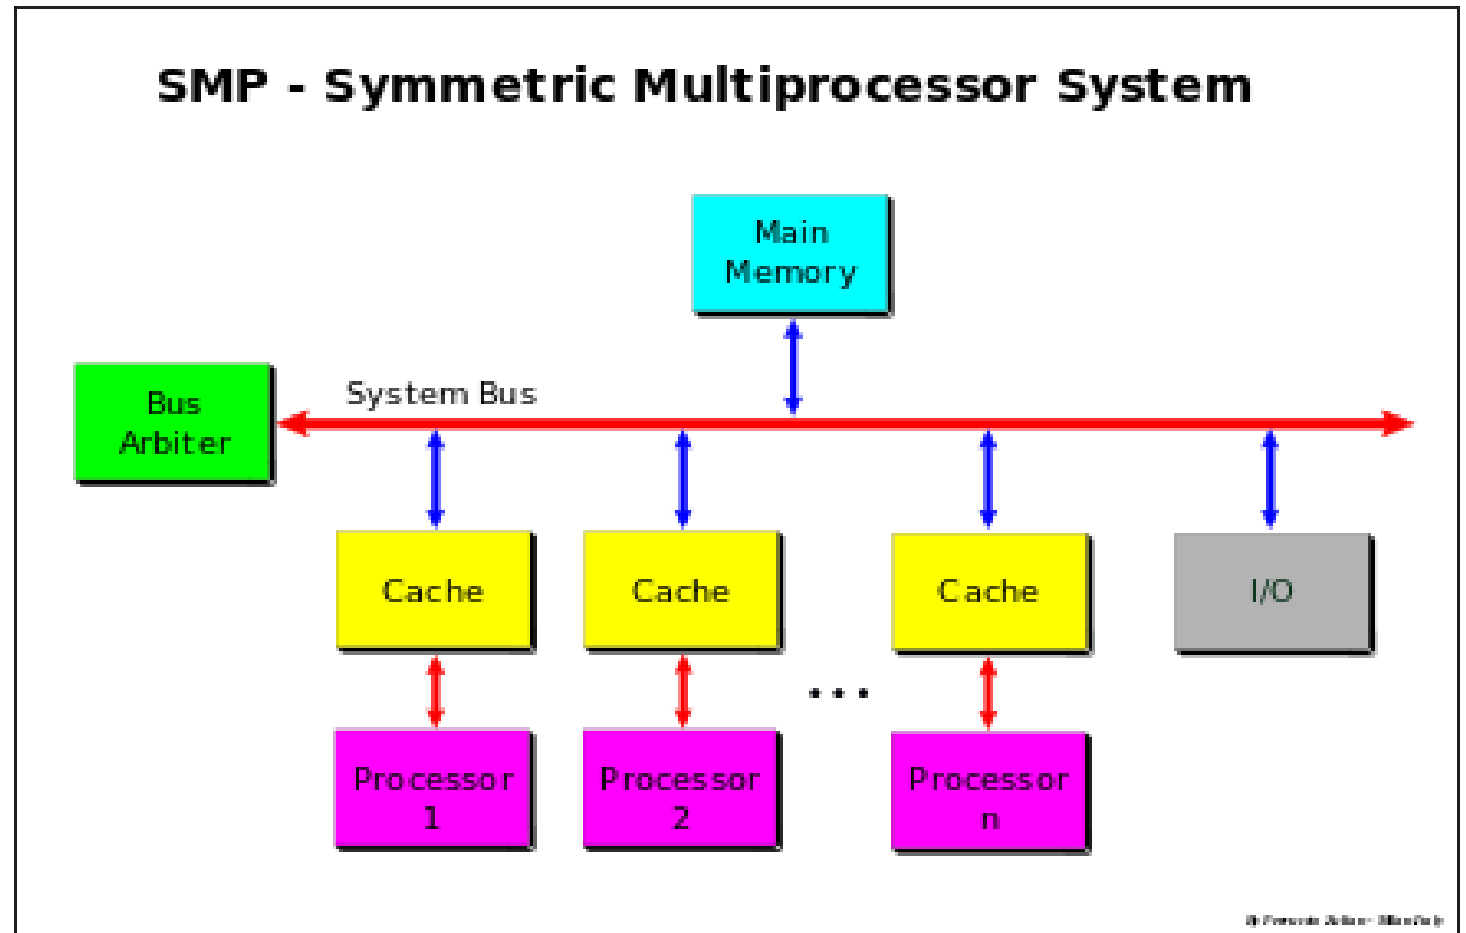 SMP - Symmetric Multiprocessor System
Main
Memory
System Bus
Bus
Arbiter
Cache
Cache
Cache
I/O
...
Processor
1
Processor
2
Processor
n